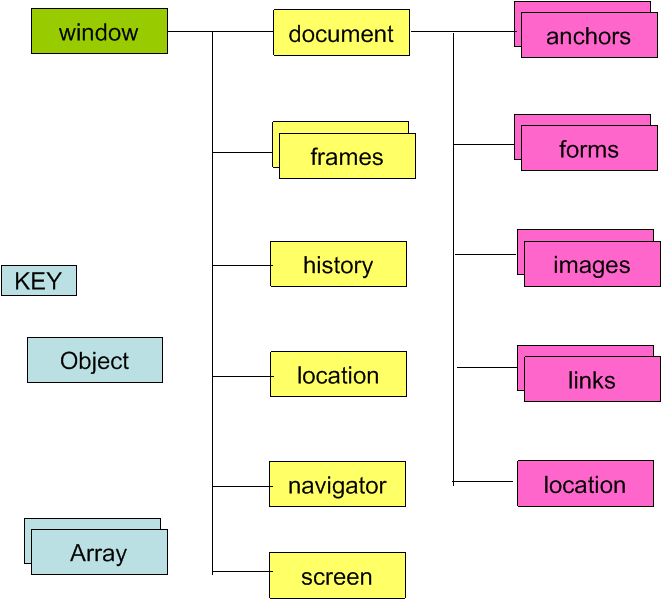 window
document
anchors
frames
forms
history
images
KEY
Object
location
links
navigator
location
Array
screen